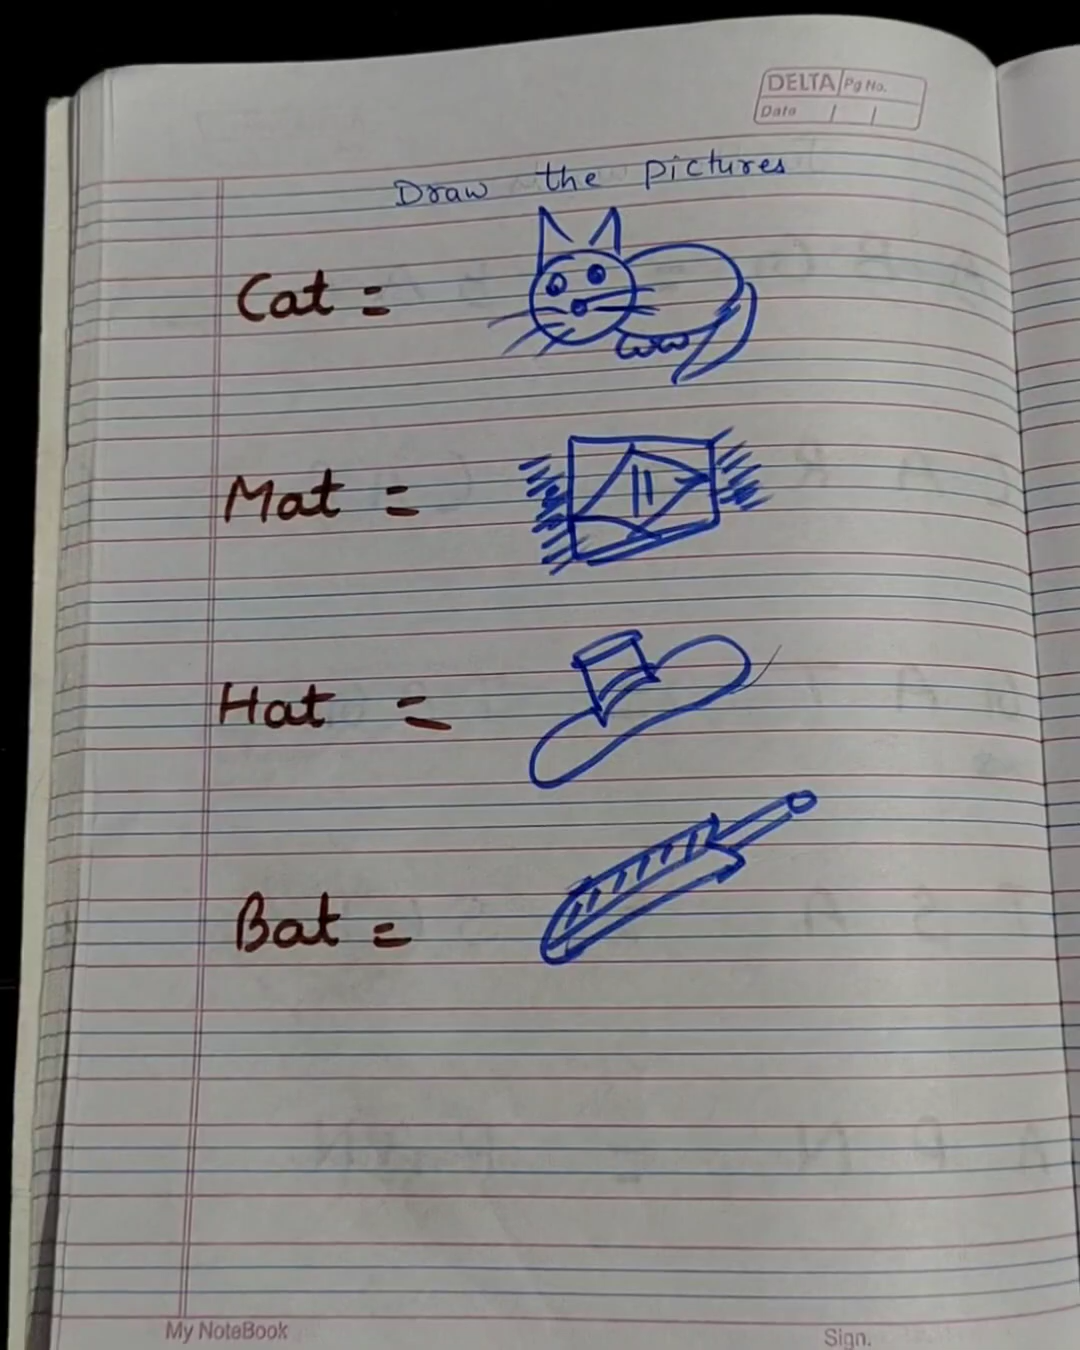 DELTA Pg No.
Date / /
Draw the pictures
Cat =
Mat =
Hat =
Bat =
My NoteBook Sign.